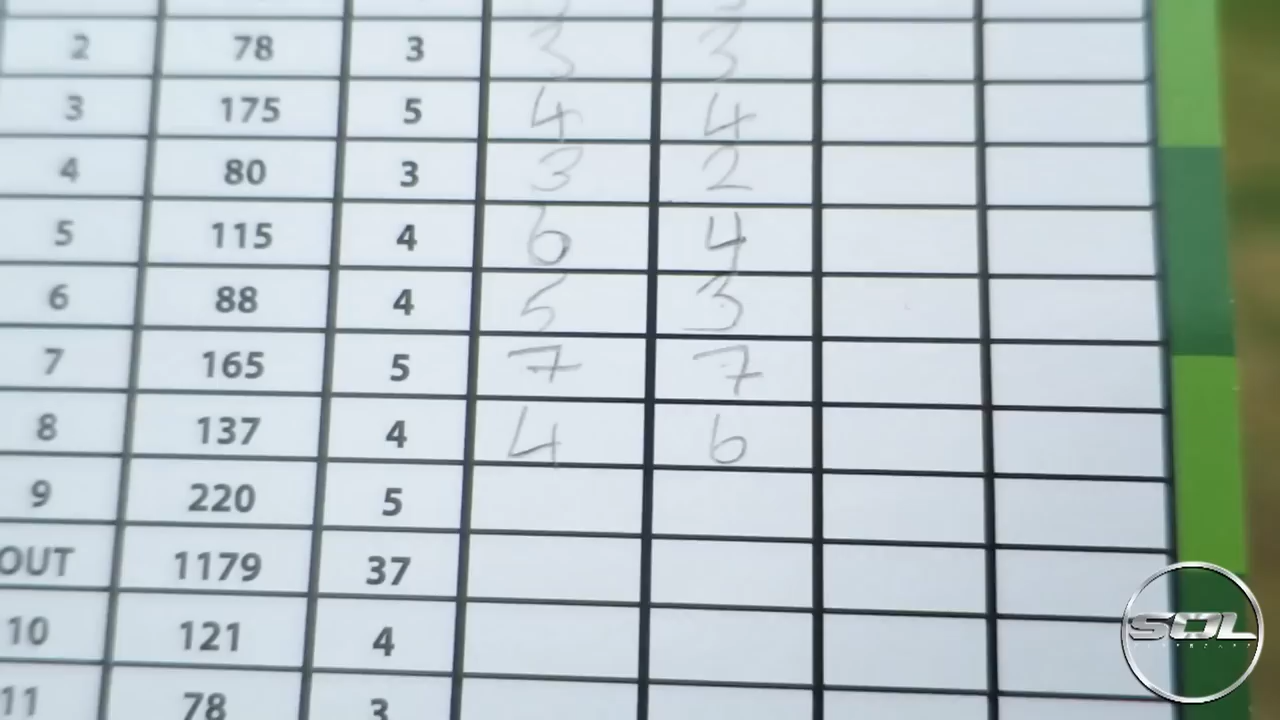 2 78 3 3 3
3 175 5 4 4
4 80 3 3 2
5 115 4 6 4
6 88 4 5 3
7 165 5 7 7
8 137 4 4 6
9 220 5
OUT 1179 37
10 121 4
11 78 3
SOL